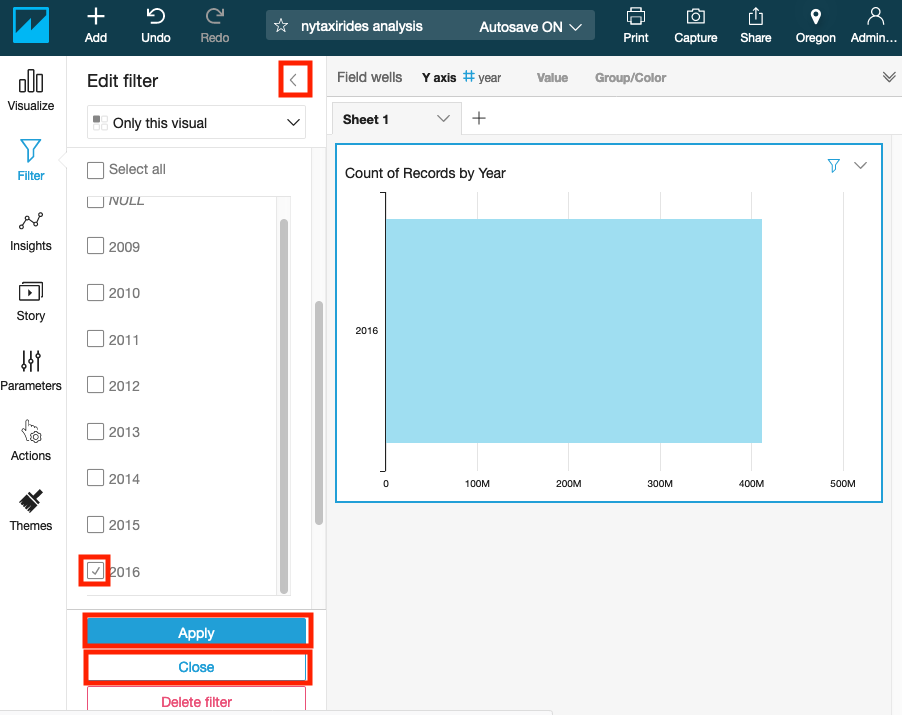 Add
Undo
Redo
nytaxirides analysis
Autosave ON
Print
Capture
Share
Oregon
Admin...
Visualize
Filter
Insights
Story
Parameters
Actions
Themes
Edit filter
Only this visual
Select all
NULL
2009
2010
2011
2012
2013
2014
2015
2016
Apply
Close
Delete filter
Field wells
Y axis # year
Value
Group/Color
Sheet 1
Count of Records by Year
2016
0 100M 200M 300M 400M 500M